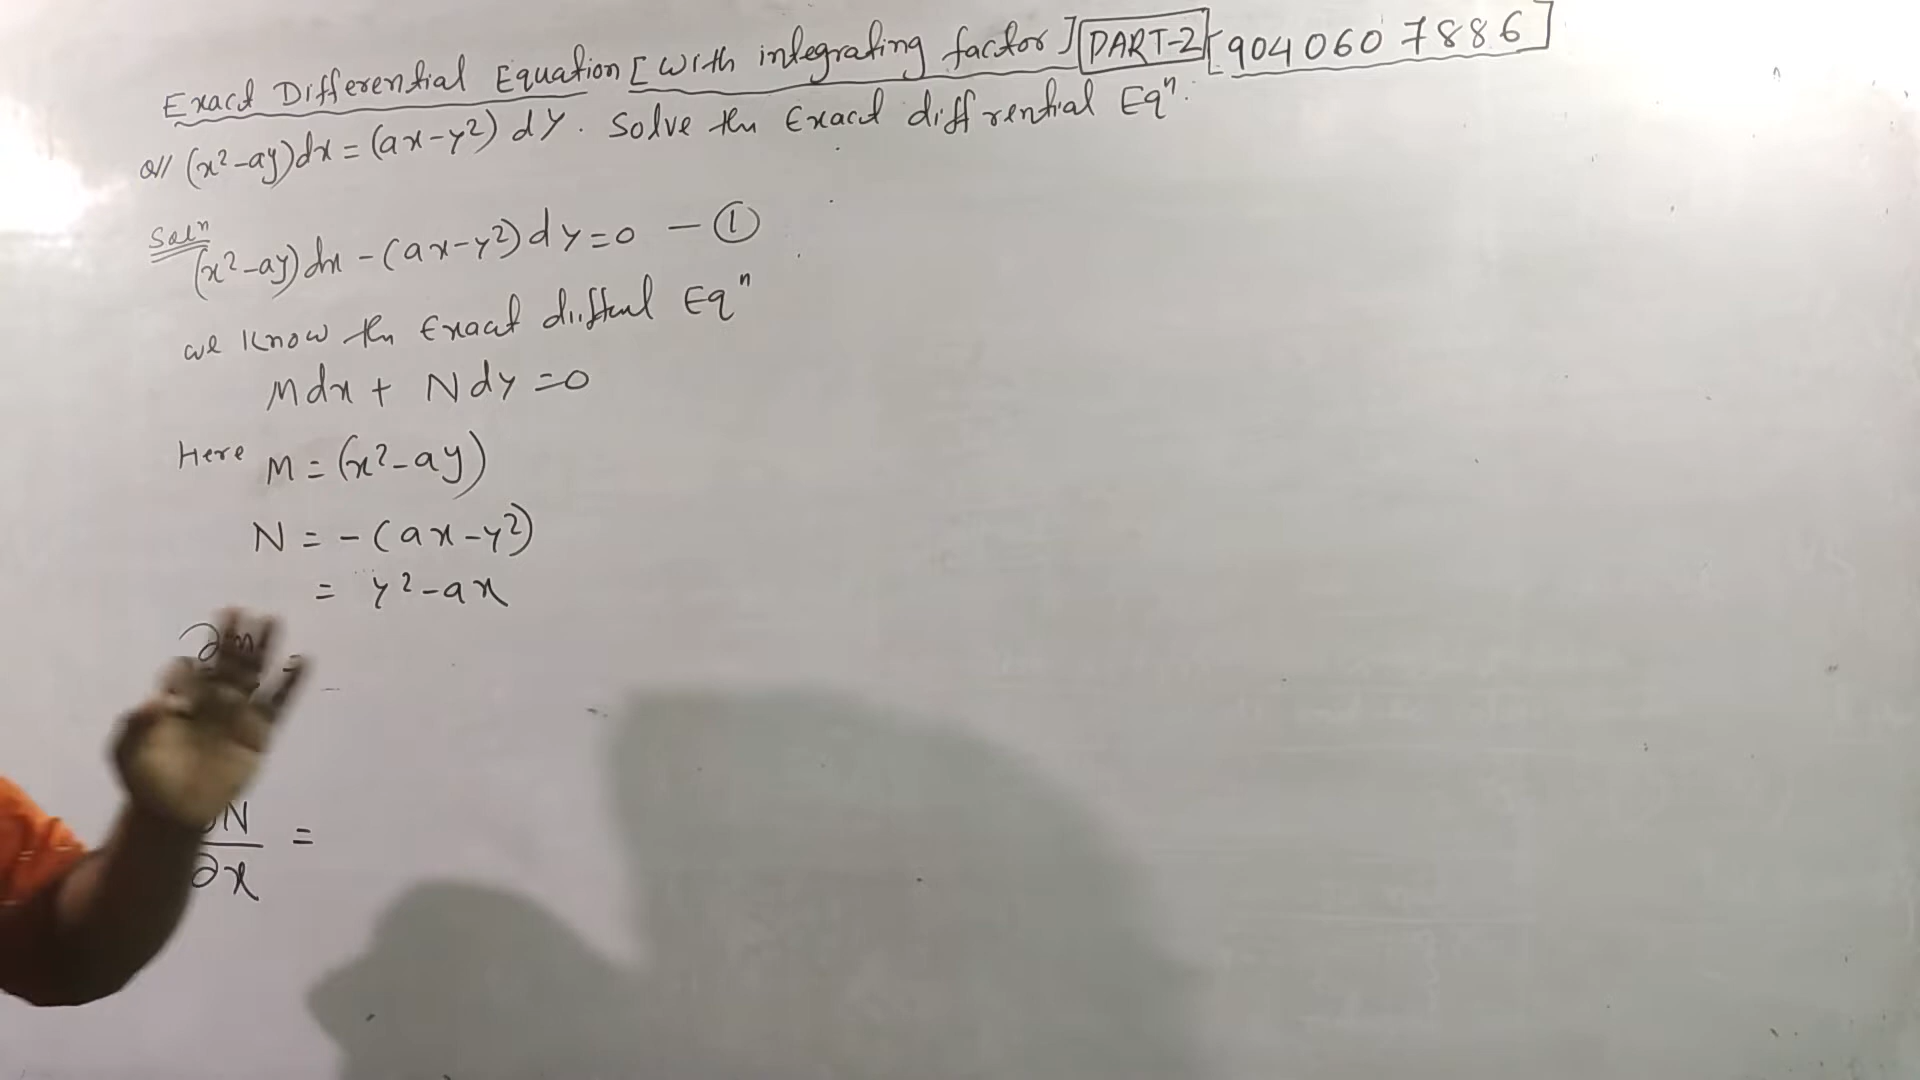 Exact Differential Equation [With integrating factor] PART-2 [9040607886]
Q// (x²-ay)dx = (ax-y²) dy. Solve the Exact diffrential Eqⁿ.
Solⁿ
(x²-ay)dx - (ax-y²)dy=0 — ①
we know the Exact Eqⁿ
Mdx + Ndy =0
Here M = (x²-ay)
N = -(ax-y²)
= y²-ax
∂M =
∂N/∂x =